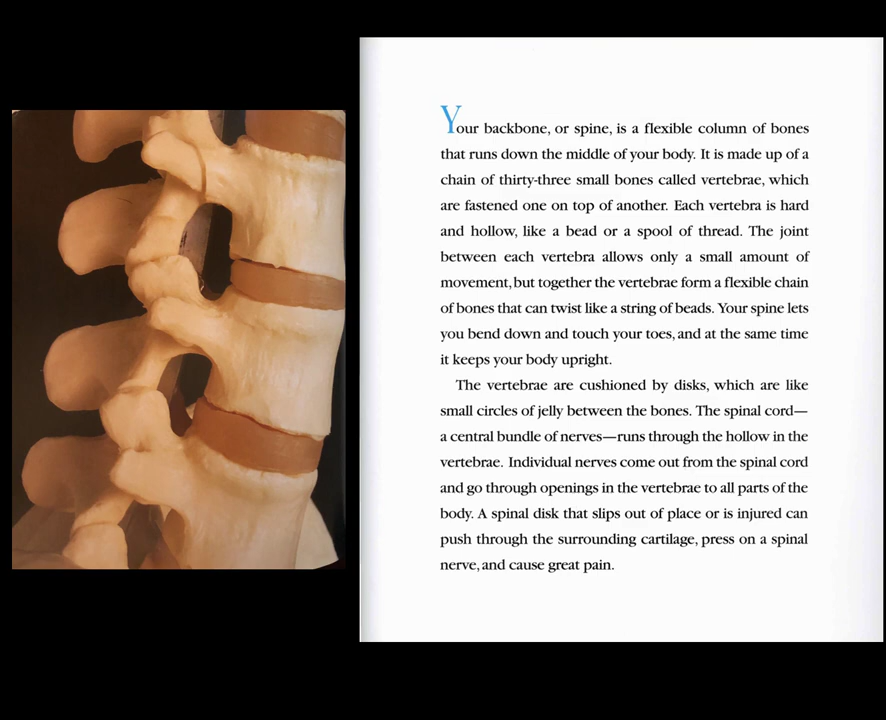 Your backbone, or spine, is a flexible column of bones
that runs down the middle of your body. It is made up of a
chain of thirty-three small bones called vertebrae, which
are fastened one on top of another. Each vertebra is hard
and hollow, like a bead or a spool of thread. The joint
between each vertebra allows only a small amount of
movement, but together the vertebrae form a flexible chain
of bones that can twist like a string of beads. Your spine lets
you bend down and touch your toes, and at the same time
it keeps your body upright.
The vertebrae are cushioned by disks, which are like
small circles of jelly between the bones. The spinal cord—
a central bundle of nerves—runs through the hollow in the
vertebrae. Individual nerves come out from the spinal cord
and go through openings in the vertebrae to all parts of the
body. A spinal disk that slips out of place or is injured can
push through the surrounding cartilage, press on a spinal
nerve, and cause great pain.